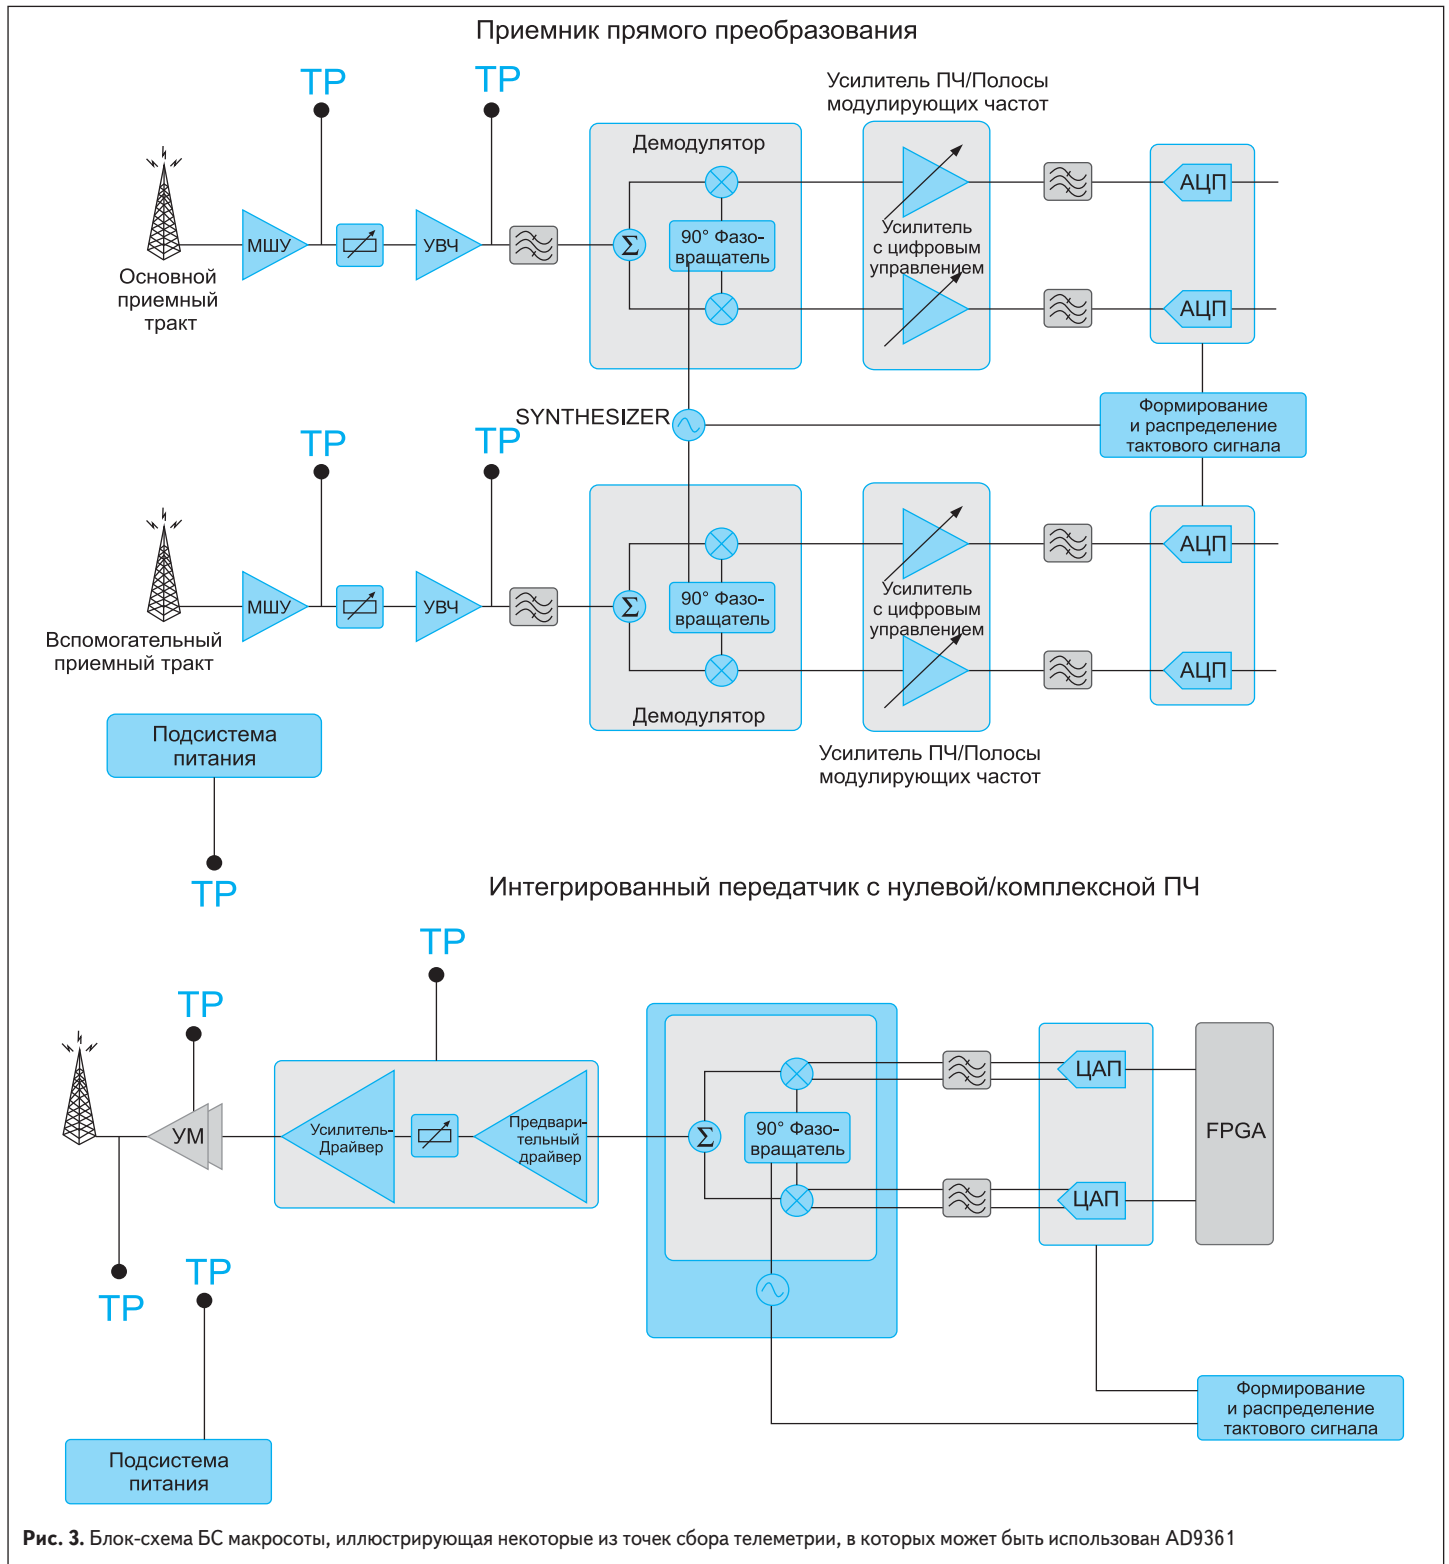 Приемник прямого преобразования
TP
TP
Усилитель ПЧ/Полосы
модулирующих частот
Демодулятор
МШУ
УВЧ
Σ
90° Фазо-
вращатель
Усилитель
с цифровым
управлением
АЦП
АЦП
Основной
приемный
тракт
SYNTHESIZER
Формирование
и распределение
тактового сигнала
TP
TP
МШУ
УВЧ
Σ
90° Фазо-
вращатель
Усилитель
с цифровым
управлением
АЦП
АЦП
Вспомогательный
приемный тракт
Демодулятор
Усилитель ПЧ/Полосы
модулирующих частот
Подсистема
питания
TP
Интегрированный передатчик с нулевой/комплексной ПЧ
TP
TP
УМ
Усилитель-
Драйвер
Предвари-
тельный
драйвер
Σ
90° Фазо-
вращатель
ЦАП
ЦАП
FPGA
TP
TP
Формирование
и распределение
тактового сигнала
Подсистема
питания
Рис. 3. Блок-схема БС макросоты, иллюстрирующая некоторые из точек сбора телеметрии, в которых может быть использован AD9361